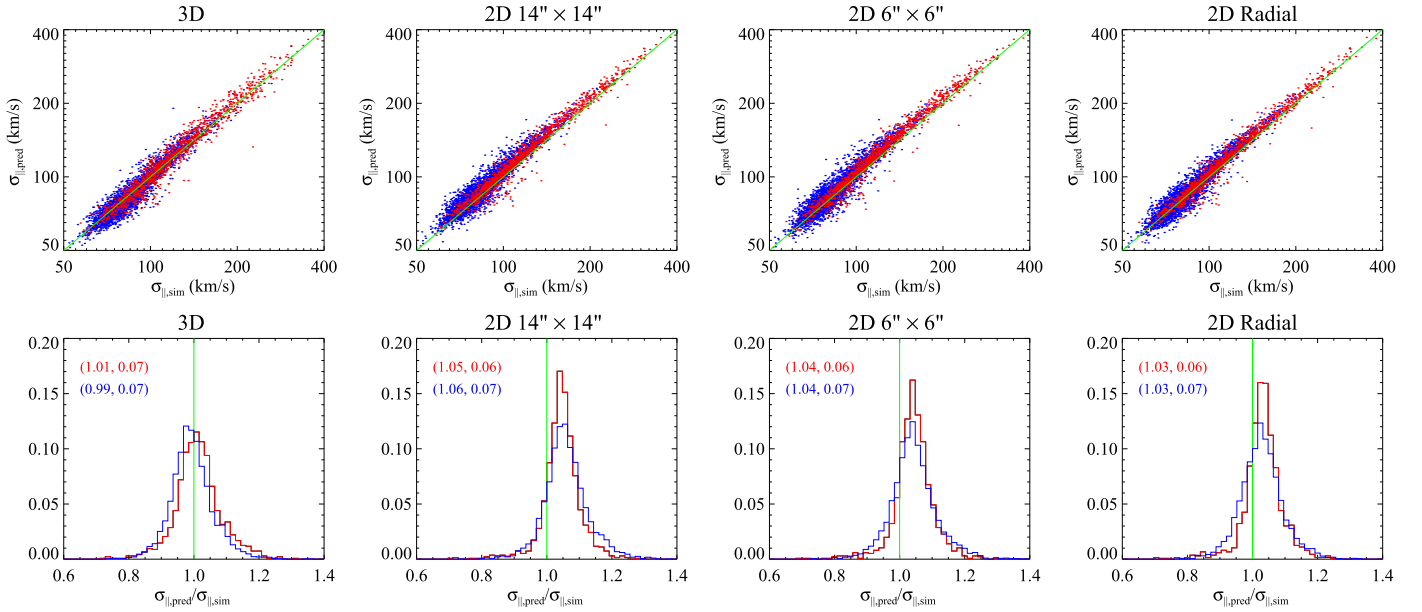 3D
2D 14" × 14"
2D 6" × 6"
2D Radial
400
200
100
50
σ||,pred (km/s)
50 100 200 400
σ||,sim (km/s)
400
200
100
50
σ||,pred (km/s)
50 100 200 400
σ||,sim (km/s)
400
200
100
50
σ||,pred (km/s)
50 100 200 400
σ||,sim (km/s)
400
200
100
50
σ||,pred (km/s)
50 100 200 400
σ||,sim (km/s)
3D
0.20
0.15
0.10
0.05
0.00
(1.01, 0.07)
(0.99, 0.07)
0.6 0.8 1.0 1.2 1.4
σ||,pred/σ||,sim
2D 14" × 14"
0.20
0.15
0.10
0.05
0.00
(1.05, 0.06)
(1.06, 0.07)
0.6 0.8 1.0 1.2 1.4
σ||,pred/σ||,sim
2D 6" × 6"
0.20
0.15
0.10
0.05
0.00
(1.04, 0.06)
(1.04, 0.07)
0.6 0.8 1.0 1.2 1.4
σ||,pred/σ||,sim
2D Radial
0.20
0.15
0.10
0.05
0.00
(1.03, 0.06)
(1.03, 0.07)
0.6 0.8 1.0 1.2 1.4
σ||,pred/σ||,sim